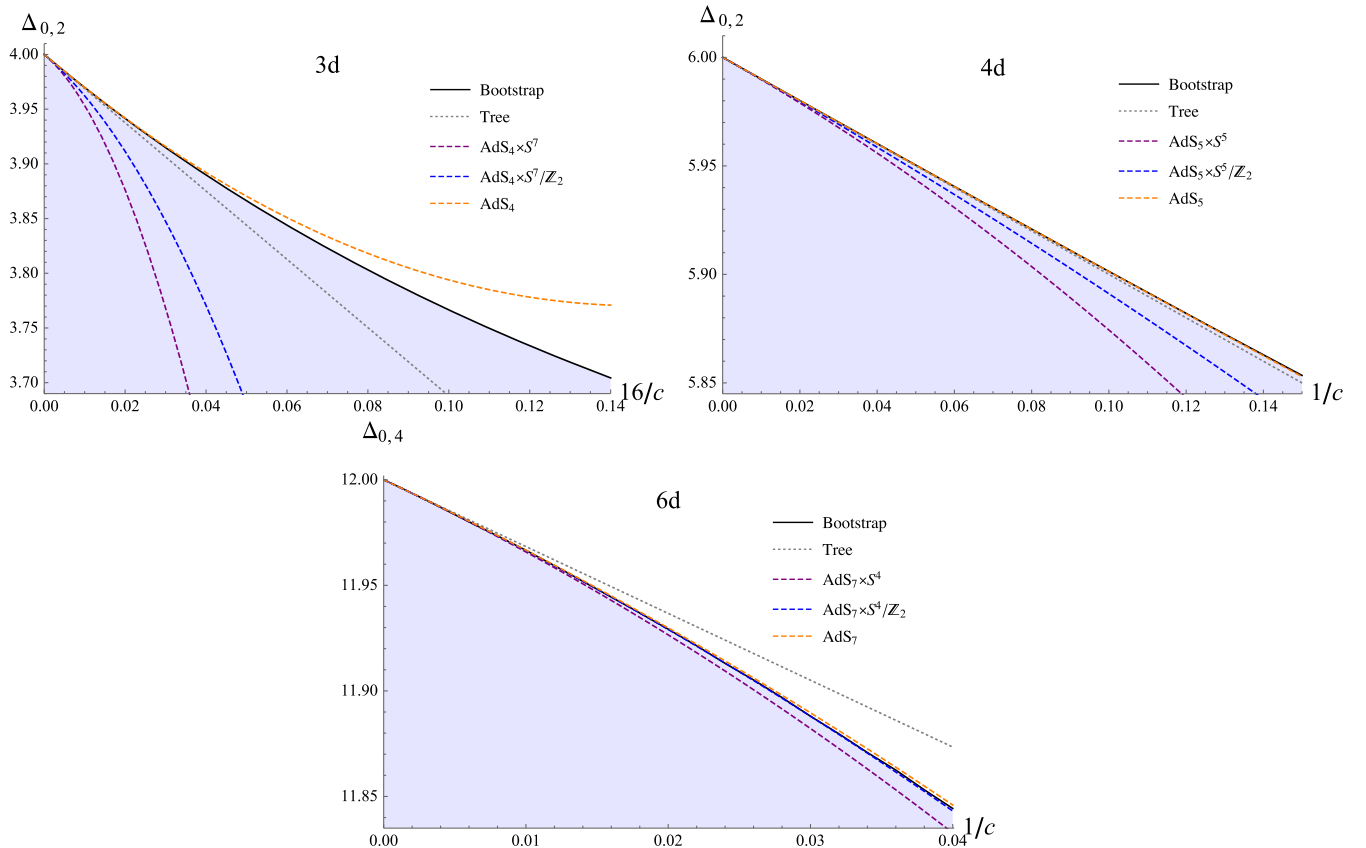 Δ0,2
3d
4.00
3.95
3.90
3.85
3.80
3.75
3.70
0.00 0.02 0.04 0.06 0.08 0.10 0.12 0.14
16/c
Bootstrap
Tree
AdS4×S⁷
AdS4×S⁷/ℤ2
AdS4
Δ0,2
4d
6.00
5.95
5.90
5.85
0.00 0.02 0.04 0.06 0.08 0.10 0.12 0.14
1/c
Bootstrap
Tree
AdS5×S⁵
AdS5×S⁵/ℤ2
AdS5
Δ0,4
6d
12.00
11.95
11.90
11.85
0.00 0.01 0.02 0.03 0.04
1/c
Bootstrap
Tree
AdS7×S⁴
AdS7×S⁴/ℤ2
AdS7